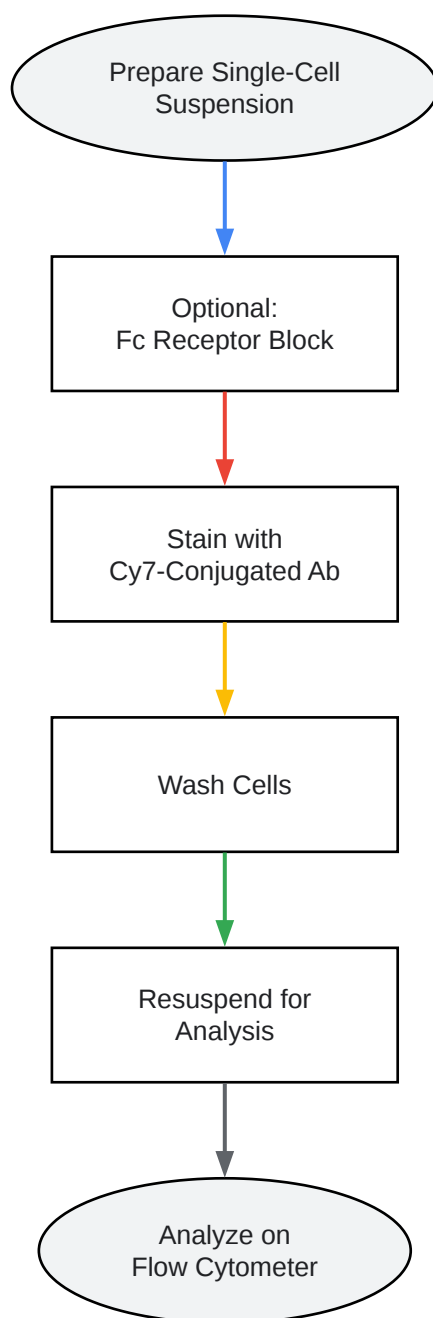 Prepare Single-Cell
Suspension
Optional:
Fc Receptor Block
Stain with
Cy7-Conjugated Ab
Wash Cells
Resuspend for
Analysis
Analyze on
Flow Cytometer